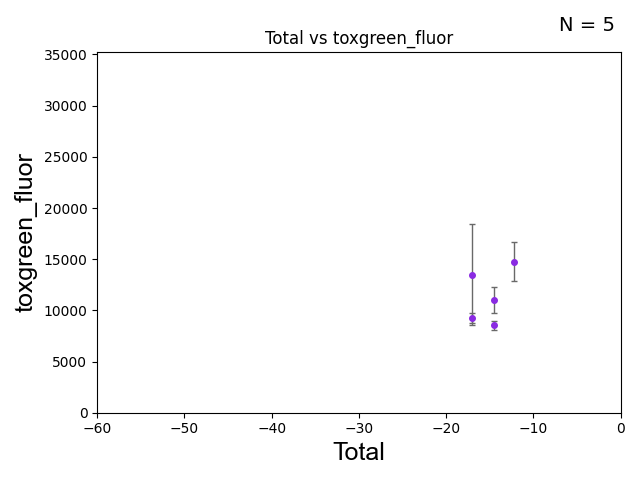 N = 5
Total vs toxgreen_fluor
35000
30000
25000
20000
15000
10000
5000
0
toxgreen_fluor
−60 −50 −40 −30 −20 −10 0
Total